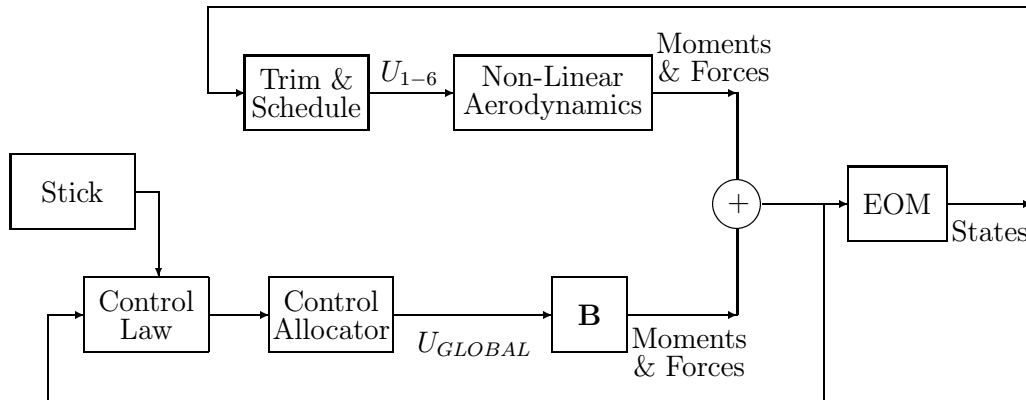 Moments
& Forces
Trim &
Schedule
U1−6
Non-Linear
Aerodynamics
Stick
+
EOM
States
Control
Law
Control
Allocator
UGLOBAL
B
Moments
& Forces